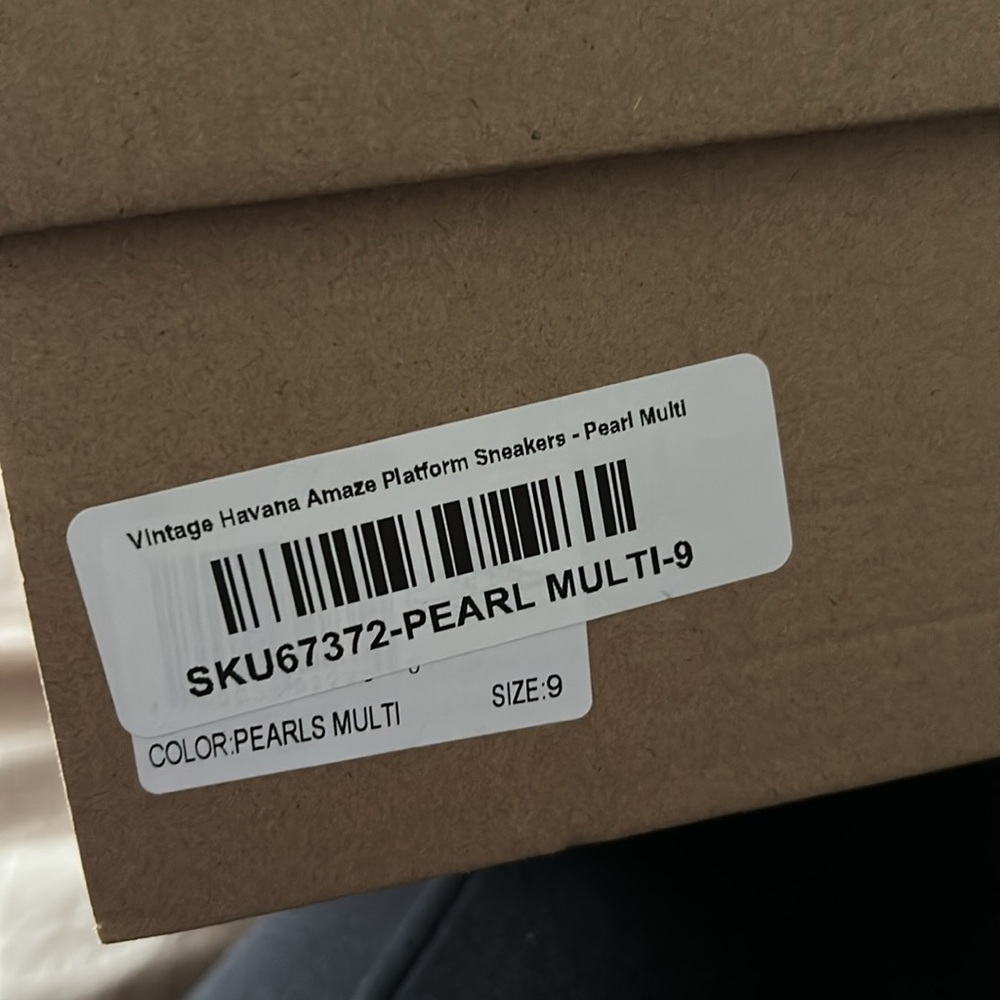 Vintage Havana Amaze Platform Sneakers - Pearl Multi
SKU67372-PEARL MULTI-9
COLOR:PEARLS MULTI SIZE:9